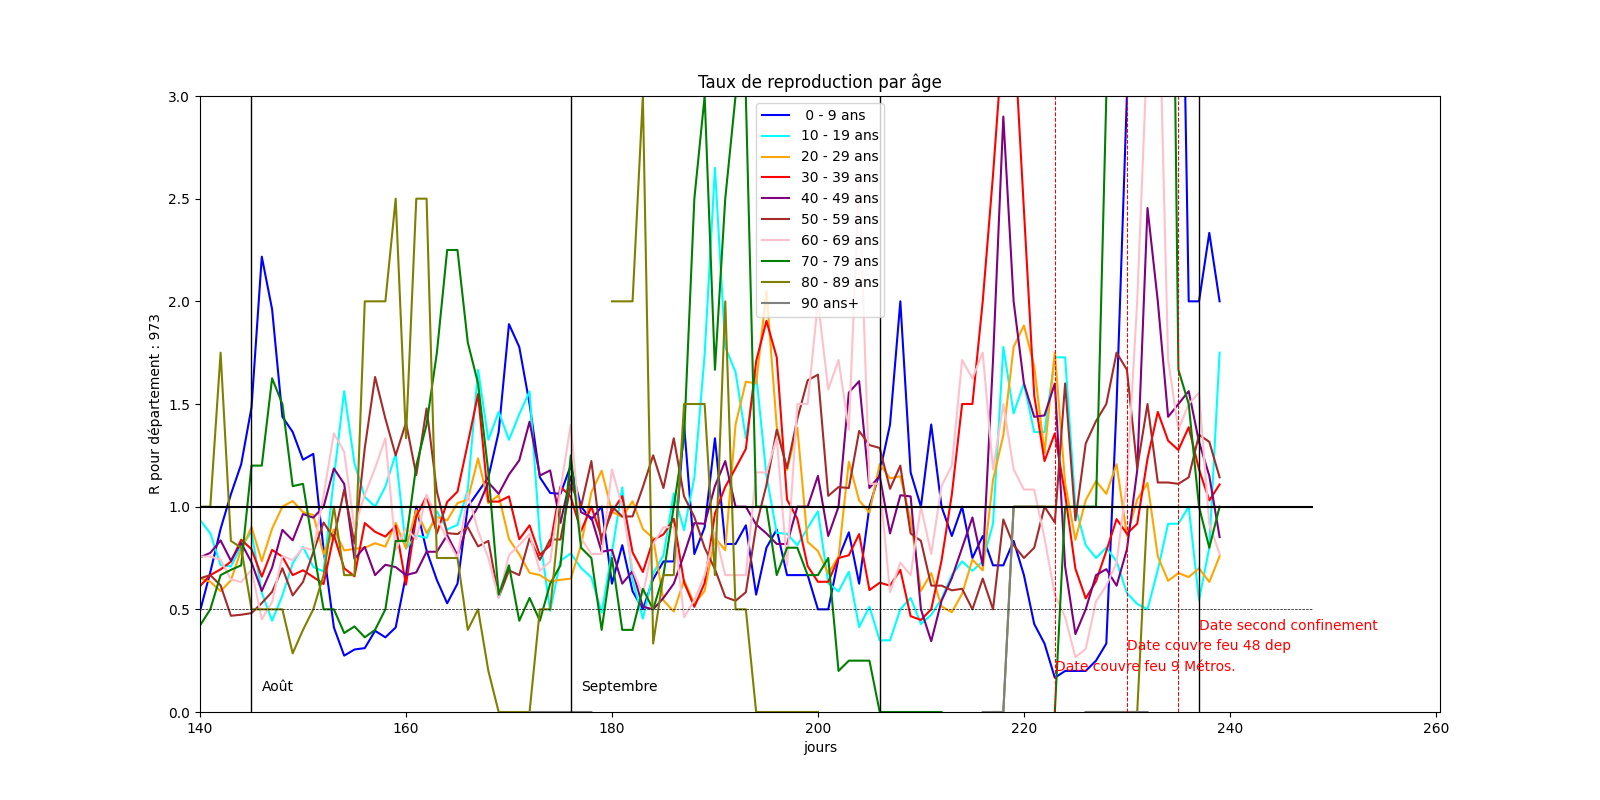 Taux de reproduction par âge
3.0
2.5
2.0
1.5
1.0
0.5
0.0
R pour département : 973
0 - 9 ans
10 - 19 ans
20 - 29 ans
30 - 39 ans
40 - 49 ans
50 - 59 ans
60 - 69 ans
70 - 79 ans
80 - 89 ans
90 ans+
Date second confinement
Date couvre feu 48 dep
Date couvre feu 9 Métros.
Août
Septembre
140 160 180 200 220 240 260
jours